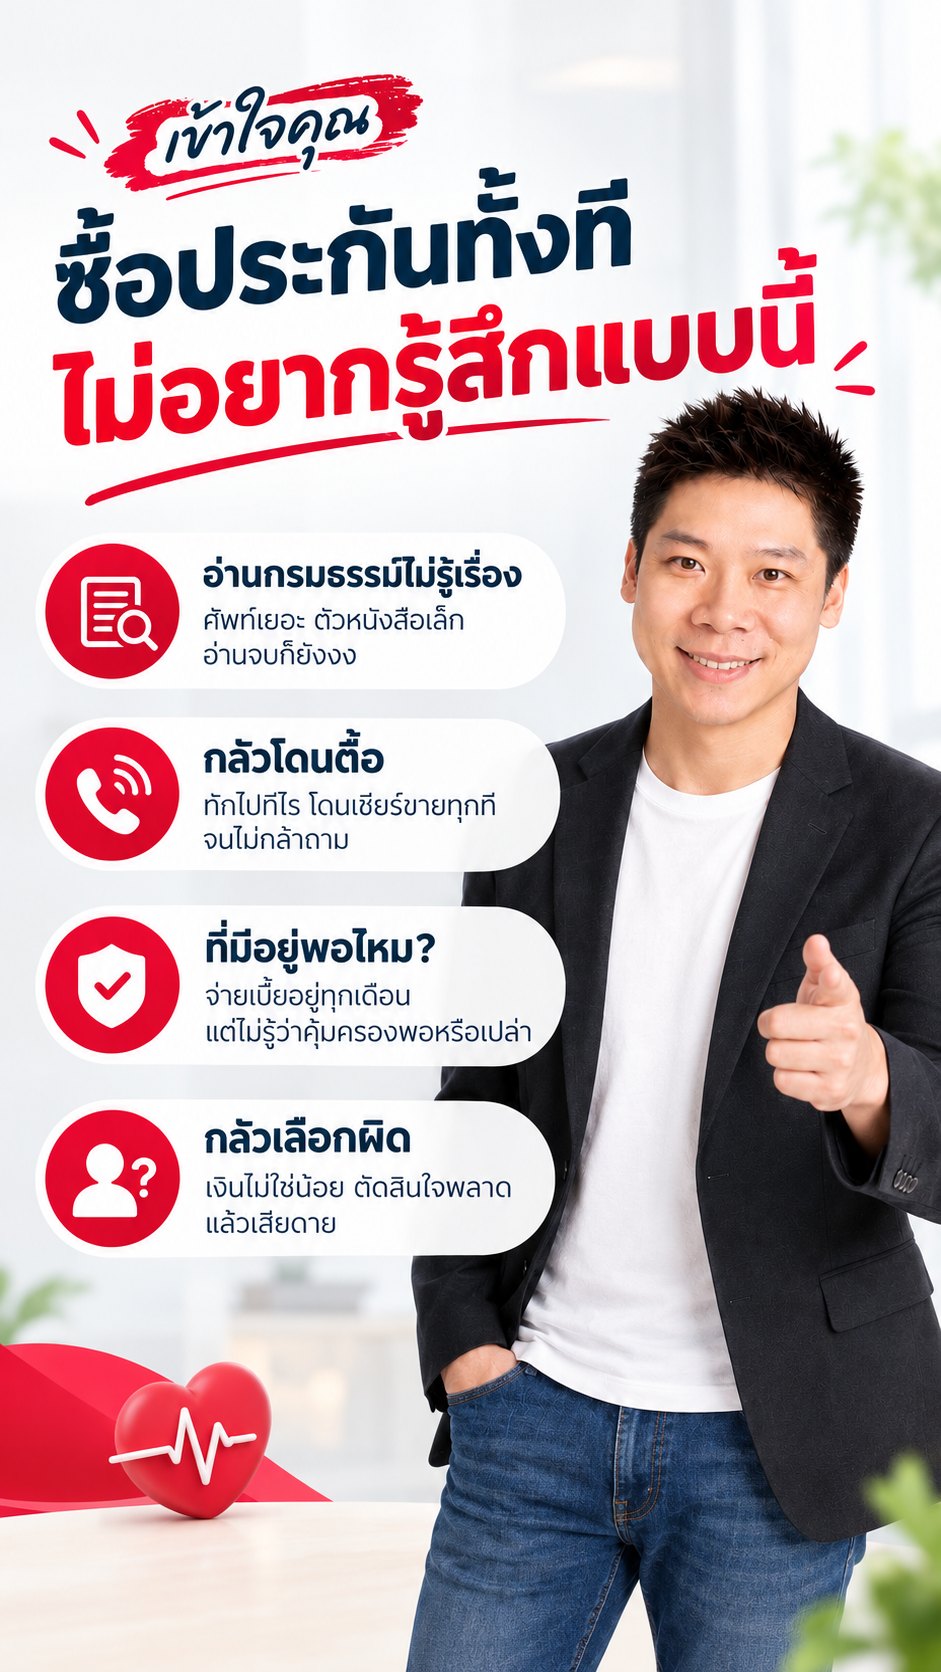 เข้าใจคุณ
ซื้อประกันทั้งที
ไม่อยากรู้สึกแบบนี้
อ่านกรมธรรม์ไม่รู้เรื่อง
ศัพท์เยอะ ตัวหนังสือเล็ก
อ่านจบก็ยังงง
กลัวโดนตื้อ
ทักไปทีไร โดนเชียร์ขายทุกที
จนไม่กล้าถาม
ที่มีอยู่พอไหม?
จ่ายเบี้ยอยู่ทุกเดือน
แต่ไม่รู้ว่าคุ้มครองพอหรือเปล่า
กลัวเลือกผิด
เงินไม่ใช่น้อย ตัดสินใจพลาด
แล้วเสียดาย